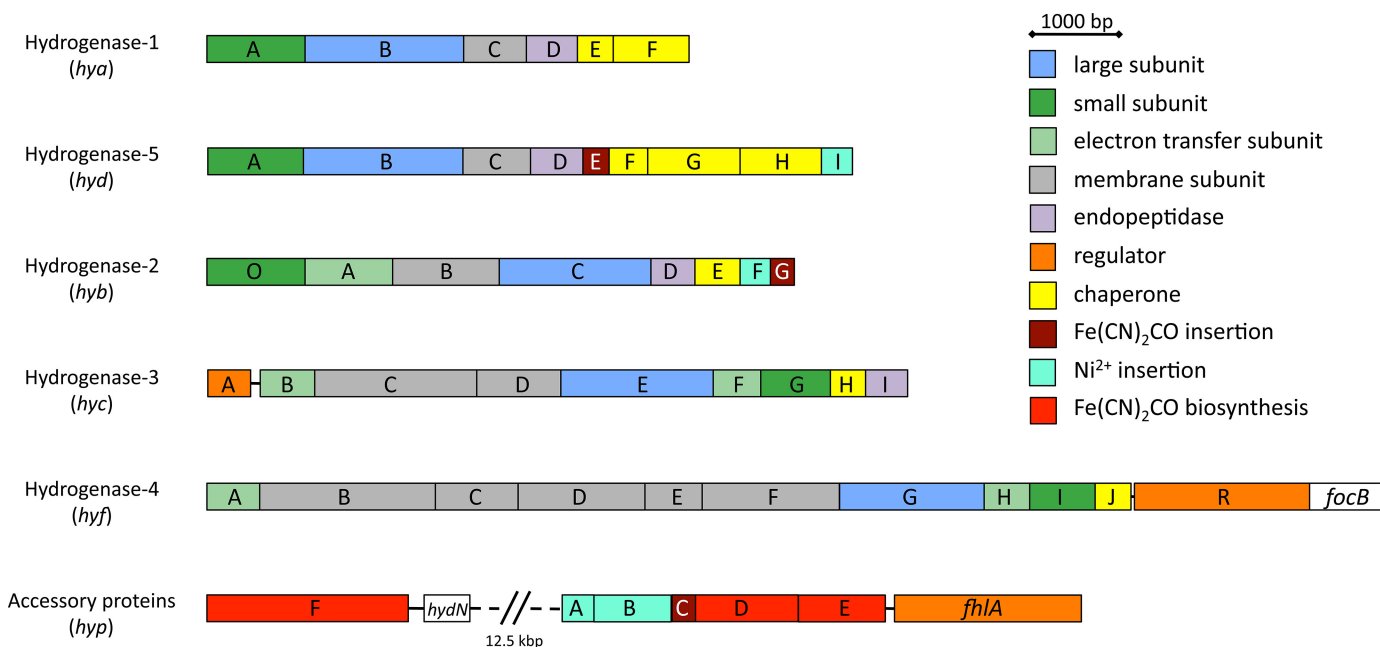 Hydrogenase-1
(hya)
A B C D E F
Hydrogenase-5
(hyd)
A B C D E F G H I
Hydrogenase-2
(hyb)
O A B C D E F G
Hydrogenase-3
(hyc)
A B C D E F G H I
Hydrogenase-4
(hyf)
A B C D E F G H I J R focB
Accessory proteins
(hyp)
F hydN A B C D E fhlA
12.5 kbp
1000 bp
large subunit
small subunit
electron transfer subunit
membrane subunit
endopeptidase
regulator
chaperone
Fe(CN)₂CO insertion
Ni²⁺ insertion
Fe(CN)₂CO biosynthesis